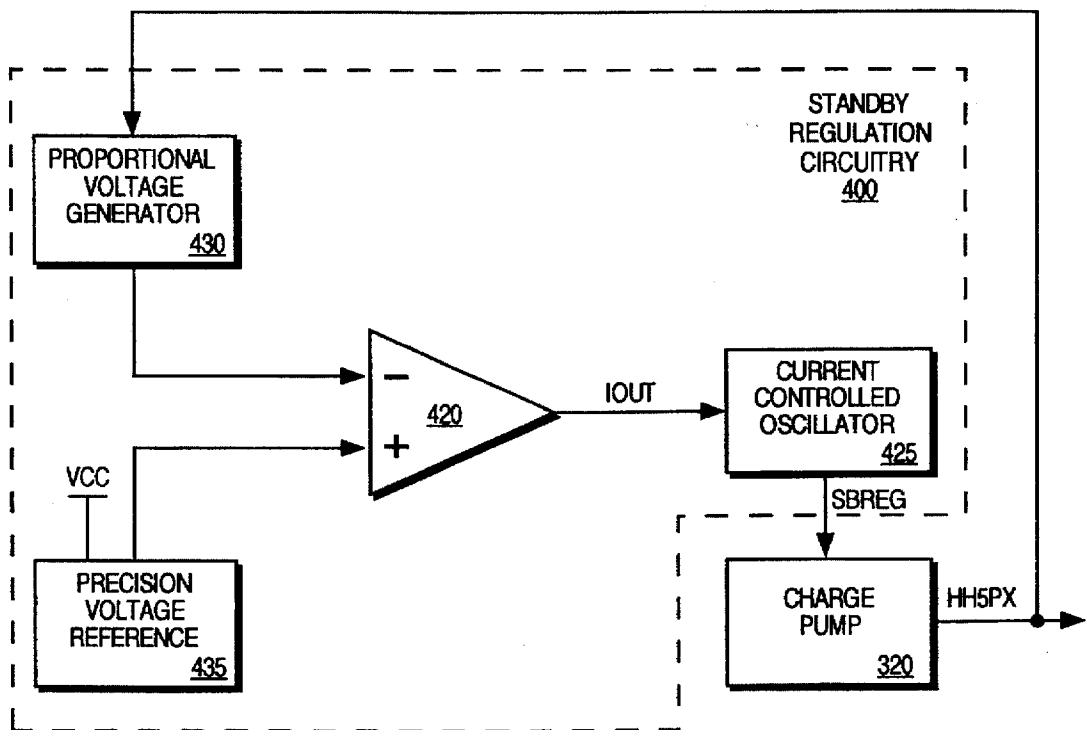 STANDBY
REGULATION
CIRCUITRY
400
PROPORTIONAL
VOLTAGE
GENERATOR
430
−
420
+
IOUT
CURRENT
CONTROLLED
OSCILLATOR
425
VCC
SBREG
PRECISION
VOLTAGE
REFERENCE
435
CHARGE
PUMP
320
HH5PX